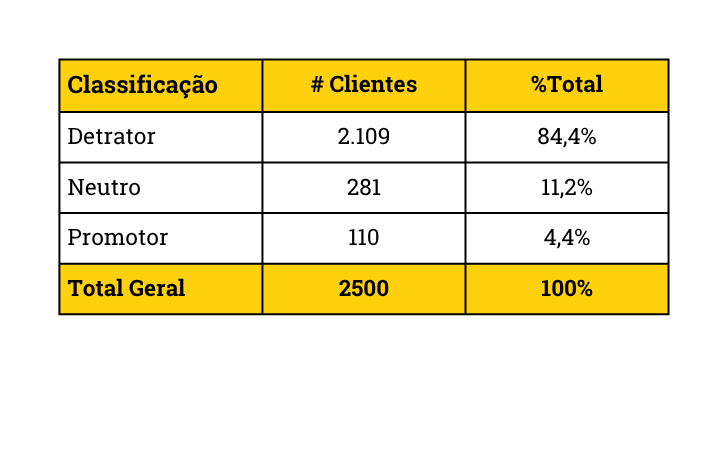 Classificação # Clientes %Total
Detrator 2.109 84,4%
Neutro 281 11,2%
Promotor 110 4,4%
Total Geral 2500 100%